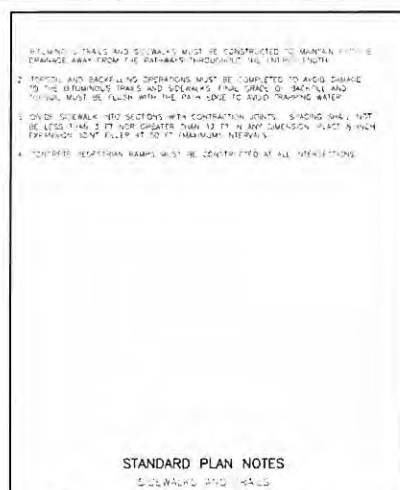 BITUMINOUS TRAILS AND SIDEWALKS MUST BE CONSTRUCTED TO MAINTAIN
DRAINAGE AWAY FROM THE PATHWAYS THROUGHOUT THE ENTIRE LENGTH.
2. TOPSOIL AND BACKFILLING OPERATIONS MUST BE COMPLETED TO AVOID DAMAGE
TO THE BITUMINOUS TRAILS AND SIDEWALKS. FINAL GRADE OF BACKFILL AND
TOPSOIL MUST BE FLUSH WITH THE PATH EDGE TO AVOID TRAPPING WATER.
3. DIVIDE SIDEWALK INTO SECTIONS WITH CONTRACTION JOINTS. SPACING SHALL NOT
BE LESS THAN 3 FT NOR GREATER THAN 12 FT IN ANY DIMENSION. PLACE INCH
EXPANSION JOINT FILLER AT 50 FT (MAXIMUM) INTERVALS.
4. CONCRETE PEDESTRIAN RAMPS MUST BE CONSTRUCTED AT ALL INTERSECTIONS.
STANDARD PLAN NOTES
SIDEWALKS AND TRAILS